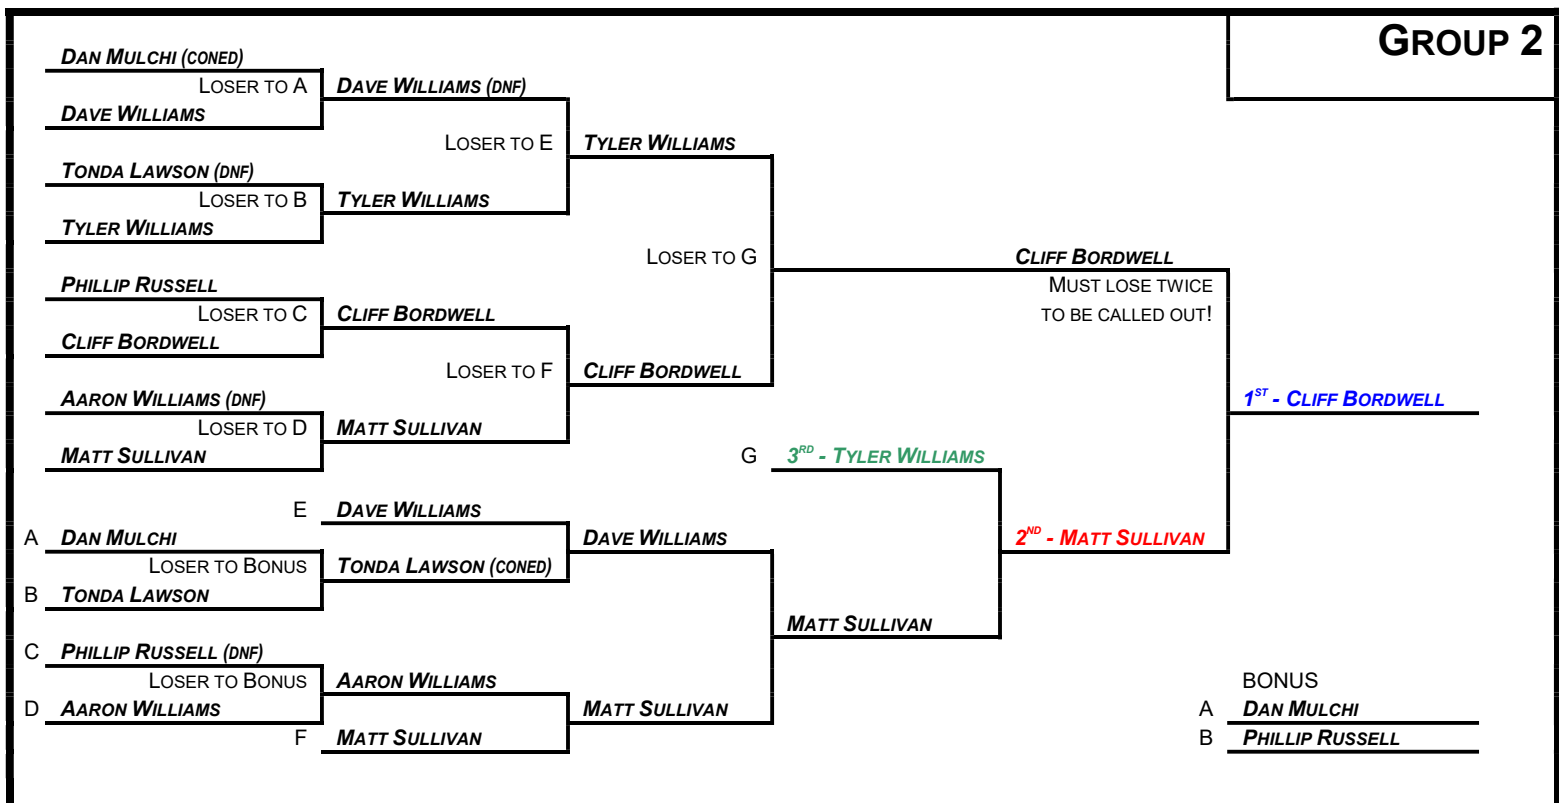 GROUP 2
DAN MULCHI (CONED)
LOSER TO A
DAVE WILLIAMS (DNF)
DAVE WILLIAMS
LOSER TO E
TYLER WILLIAMS
TONDA LAWSON (DNF)
LOSER TO B
TYLER WILLIAMS
TYLER WILLIAMS
LOSER TO G
CLIFF BORDWELL
PHILLIP RUSSELL
MUST LOSE TWICE
LOSER TO C
CLIFF BORDWELL
TO BE CALLED OUT!
CLIFF BORDWELL
LOSER TO F
CLIFF BORDWELL
AARON WILLIAMS (DNF)
1ST - CLIFF BORDWELL
LOSER TO D
MATT SULLIVAN
MATT SULLIVAN
G 3RD - TYLER WILLIAMS
E DAVE WILLIAMS
A DAN MULCHI
DAVE WILLIAMS
2ND - MATT SULLIVAN
LOSER TO BONUS
TONDA LAWSON (CONED)
B TONDA LAWSON
MATT SULLIVAN
C PHILLIP RUSSELL (DNF)
LOSER TO BONUS
AARON WILLIAMS
BONUS
D AARON WILLIAMS
MATT SULLIVAN
A DAN MULCHI
F MATT SULLIVAN
B PHILLIP RUSSELL